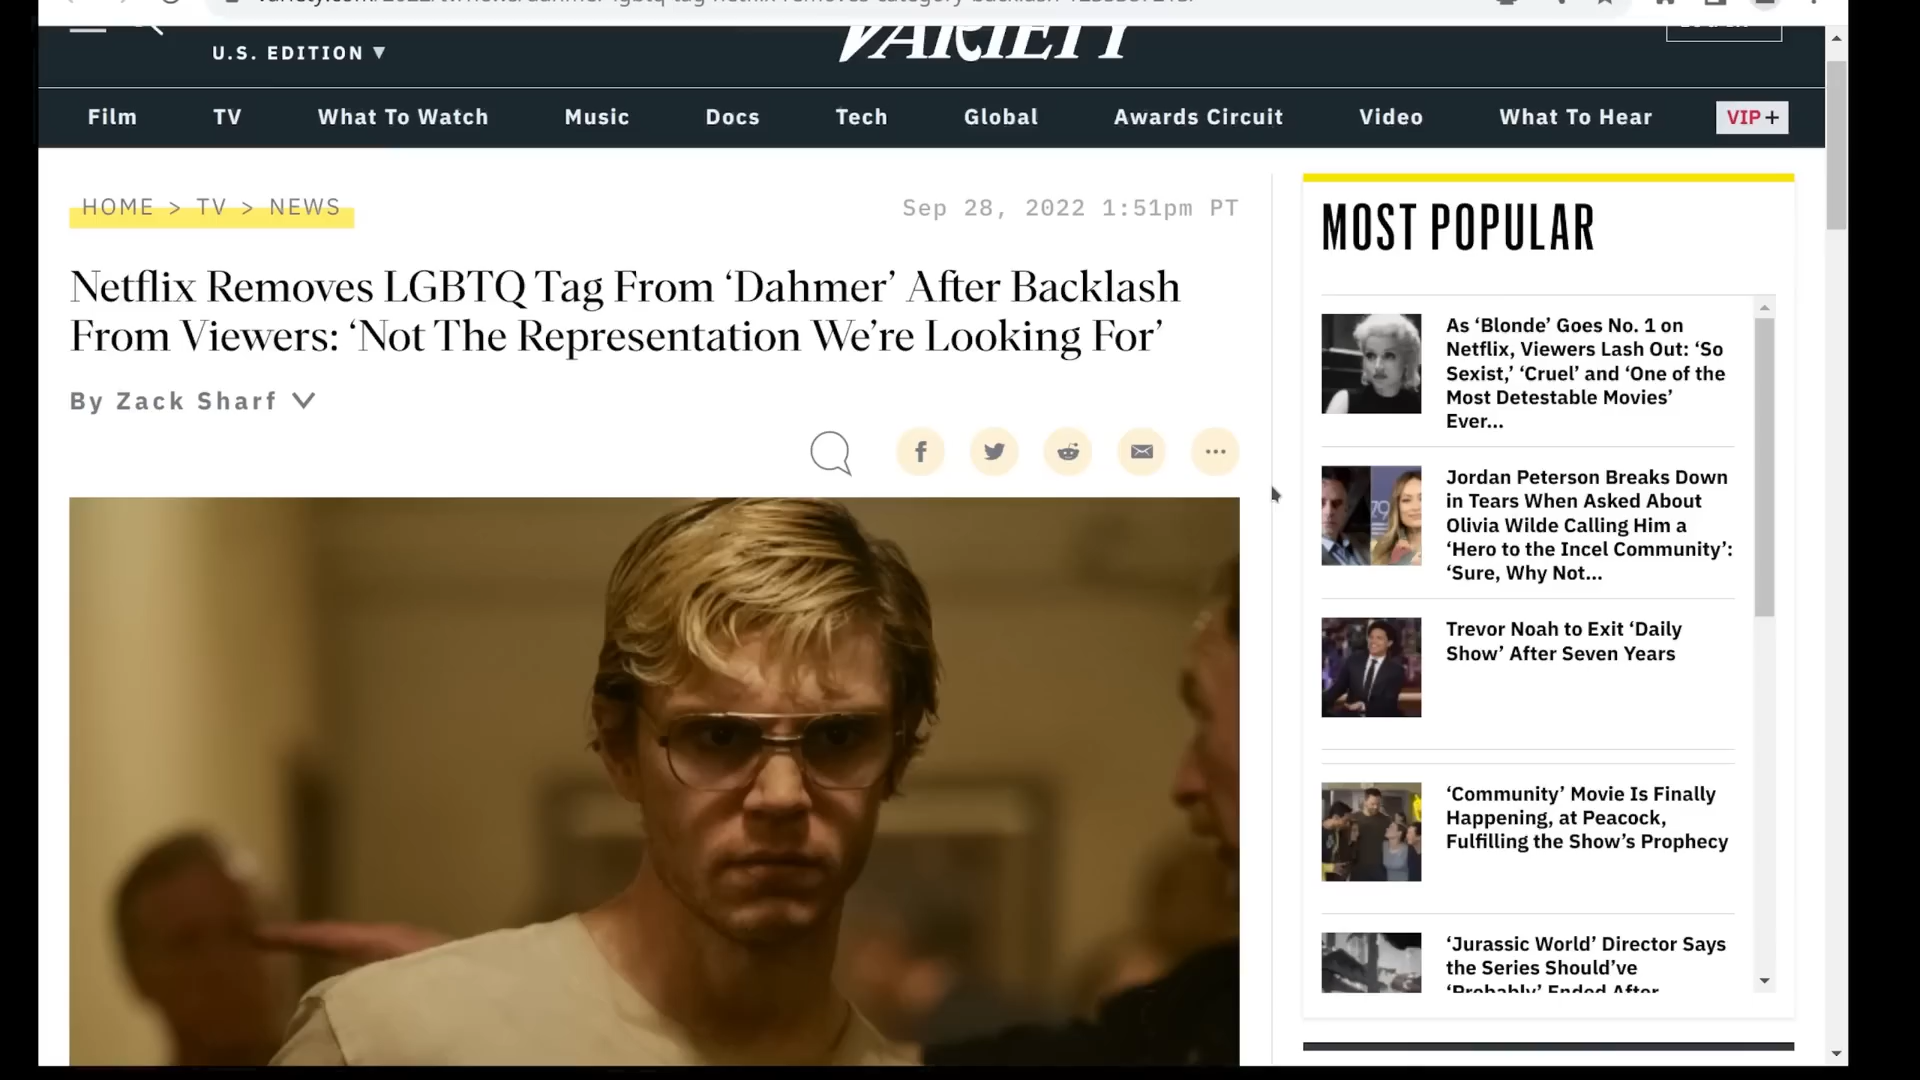 VARIETY
U.S. EDITION ▼
Film TV What To Watch Music Docs Tech Global Awards Circuit Video What To Hear VIP+
HOME > TV > NEWS
Sep 28, 2022 1:51pm PT
Netflix Removes LGBTQ Tag From ‘Dahmer’ After Backlash
From Viewers: ‘Not The Representation We’re Looking For’
By Zack Sharf
MOST POPULAR
As ‘Blonde’ Goes No. 1 on
Netflix, Viewers Lash Out: ‘So
Sexist,’ ‘Cruel’ and ‘One of the
Most Detestable Movies’
Ever...
Jordan Peterson Breaks Down
in Tears When Asked About
Olivia Wilde Calling Him a
‘Hero to the Incel Community’:
‘Sure, Why Not...
Trevor Noah to Exit ‘Daily
Show’ After Seven Years
‘Community’ Movie Is Finally
Happening, at Peacock,
Fulfilling the Show’s Prophecy
‘Jurassic World’ Director Says
the Series Should’ve
‘Probably’ Ended After